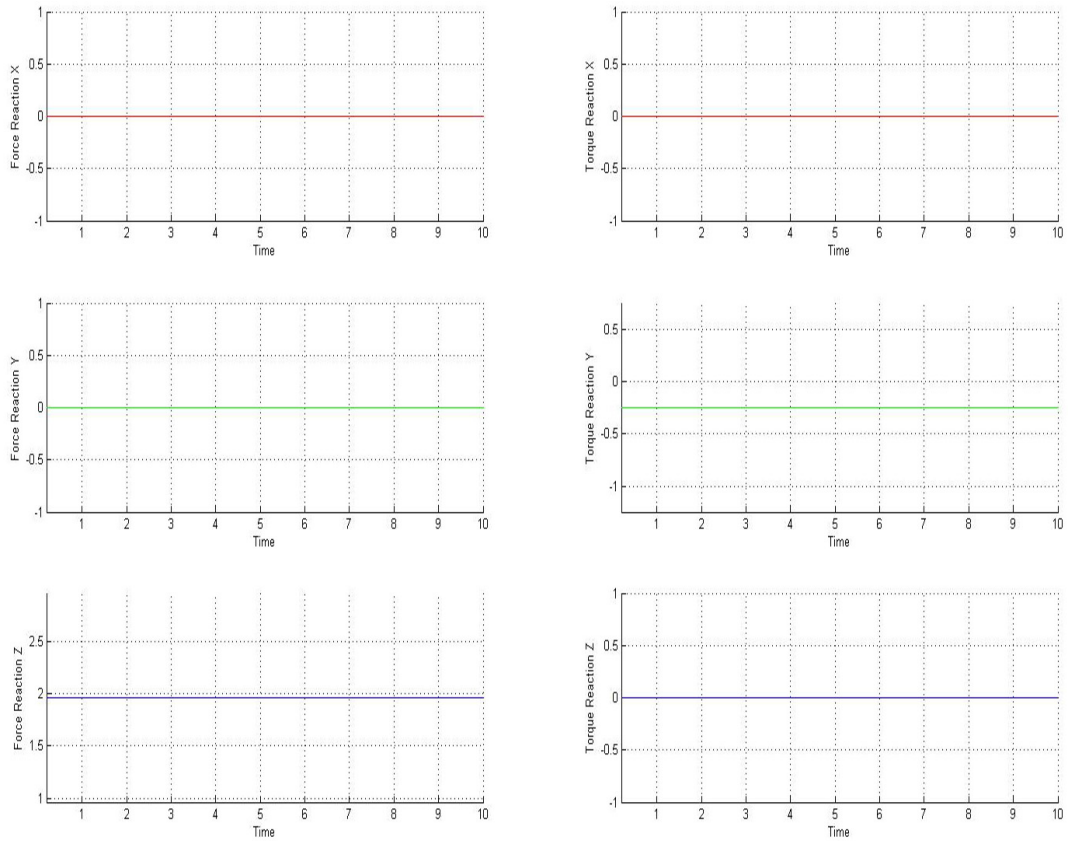 Force Reaction X
1
0.5
0
-0.5
-1
1 2 3 4 5 6 7 8 9 10
Time
Torque Reaction X
1
0.5
0
-0.5
-1
1 2 3 4 5 6 7 8 9 10
Time
Force Reaction Y
1
0.5
0
-0.5
-1
1 2 3 4 5 6 7 8 9 10
Time
Torque Reaction Y
0.5
0
-0.5
-1
1 2 3 4 5 6 7 8 9 10
Time
Force Reaction Z
2.5
2
1.5
1
1 2 3 4 5 6 7 8 9 10
Time
Torque Reaction Z
1
0.5
0
-0.5
-1
1 2 3 4 5 6 7 8 9 10
Time